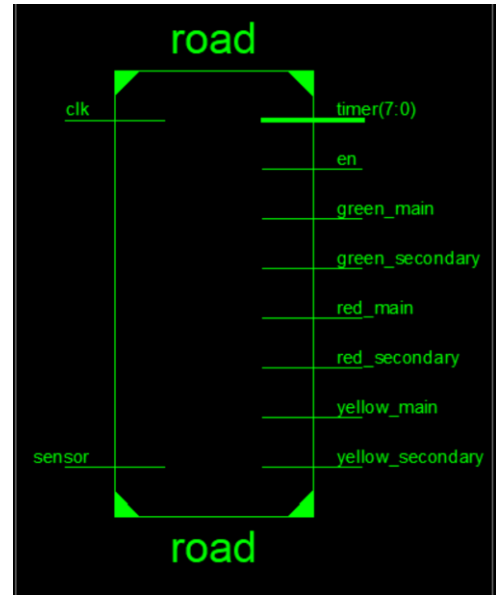 road
clk
timer(7:0)
en
green_main
green_secondary
red_main
red_secondary
yellow_main
sensor
yellow_secondary
road